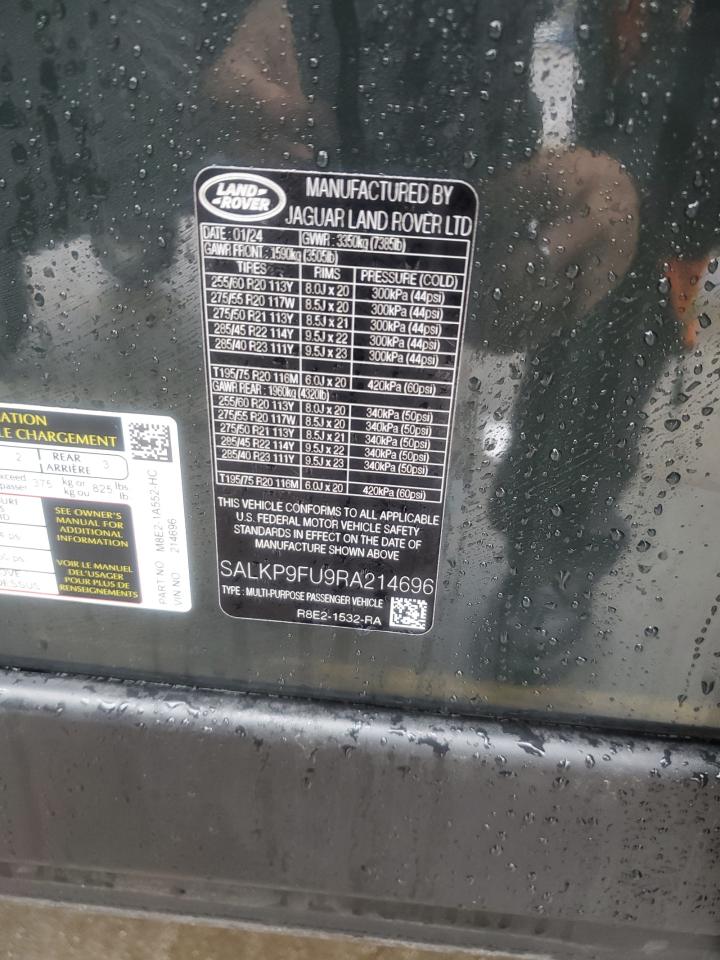 LAND-
-ROVER
MANUFACTURED BY
JAGUAR LAND ROVER LTD
DATE : 01/24 GVWR : 3350kg (7385lb)
GAWR FRONT : 1590kg (3505lb)
TIRES RIMS PRESSURE (COLD)
255/60 R20 113Y 8.0J x 20 300kPa (44psi)
275/55 R20 117W 8.5J x 20 300kPa (44psi)
275/50 R21 113Y 8.5J x 21 300kPa (44psi)
285/45 R22 114Y 9.5J x 22 300kPa (44psi)
285/40 R23 111Y 9.5J x 23 300kPa (44psi)
T195/75 R20 116M 6.0J x 20 420kPa (60psi)
GAWR REAR : 1960kg (4320lb)
255/60 R20 113Y 8.0J x 20 340kPa (50psi)
275/55 R20 117W 8.5J x 20 340kPa (50psi)
275/50 R21 113Y 8.5J x 21 340kPa (50psi)
285/45 R22 114Y 9.5J x 22 340kPa (50psi)
285/40 R23 111Y 9.5J x 23 340kPa (50psi)
T195/75 R20 116M 6.0J x 20 420kPa (60psi)
THIS VEHICLE CONFORMS TO ALL APPLICABLE
U.S. FEDERAL MOTOR VEHICLE SAFETY
STANDARDS IN EFFECT ON THE DATE OF
MANUFACTURE SHOWN ABOVE
SALKP9FU9RA214696
TYPE : MULTI-PURPOSE PASSENGER VEHICLE
R8E2-1532-RA
CHARGEMENT
2 REAR 3
ARRIÈRE
375 kg or 825 lbs
kg ou lb
SEE OWNER'S
MANUAL FOR
ADDITIONAL
INFORMATION
VOIR LE MANUEL
DEL'USAGER
POUR PLUS DE
RENSEIGNEMENTS
PART NO M8E2-1A552-HC
VIN NO 214696